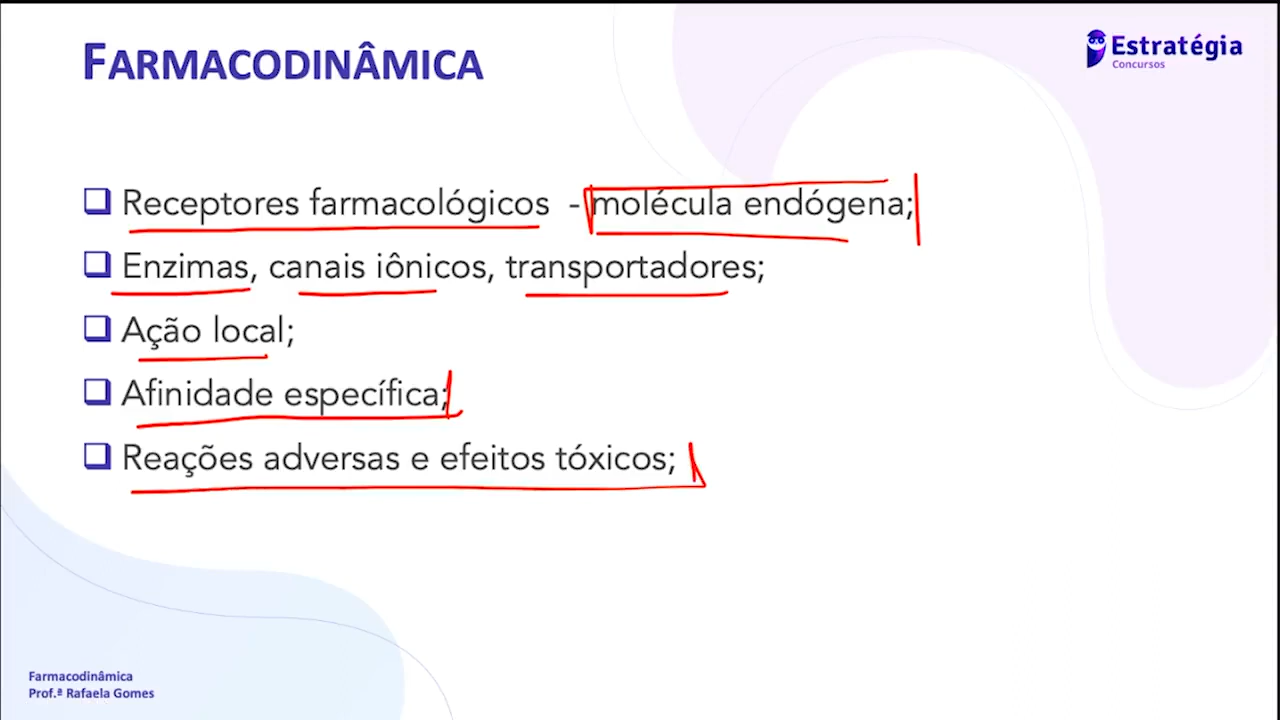 FARMACODINÂMICA
Estratégia
Concursos
Receptores farmacológicos - molécula endógena;
Enzimas, canais iônicos, transportadores;
Ação local;
Afinidade específica;
Reações adversas e efeitos tóxicos;
Farmacodinâmica
Prof.ª Rafaela Gomes